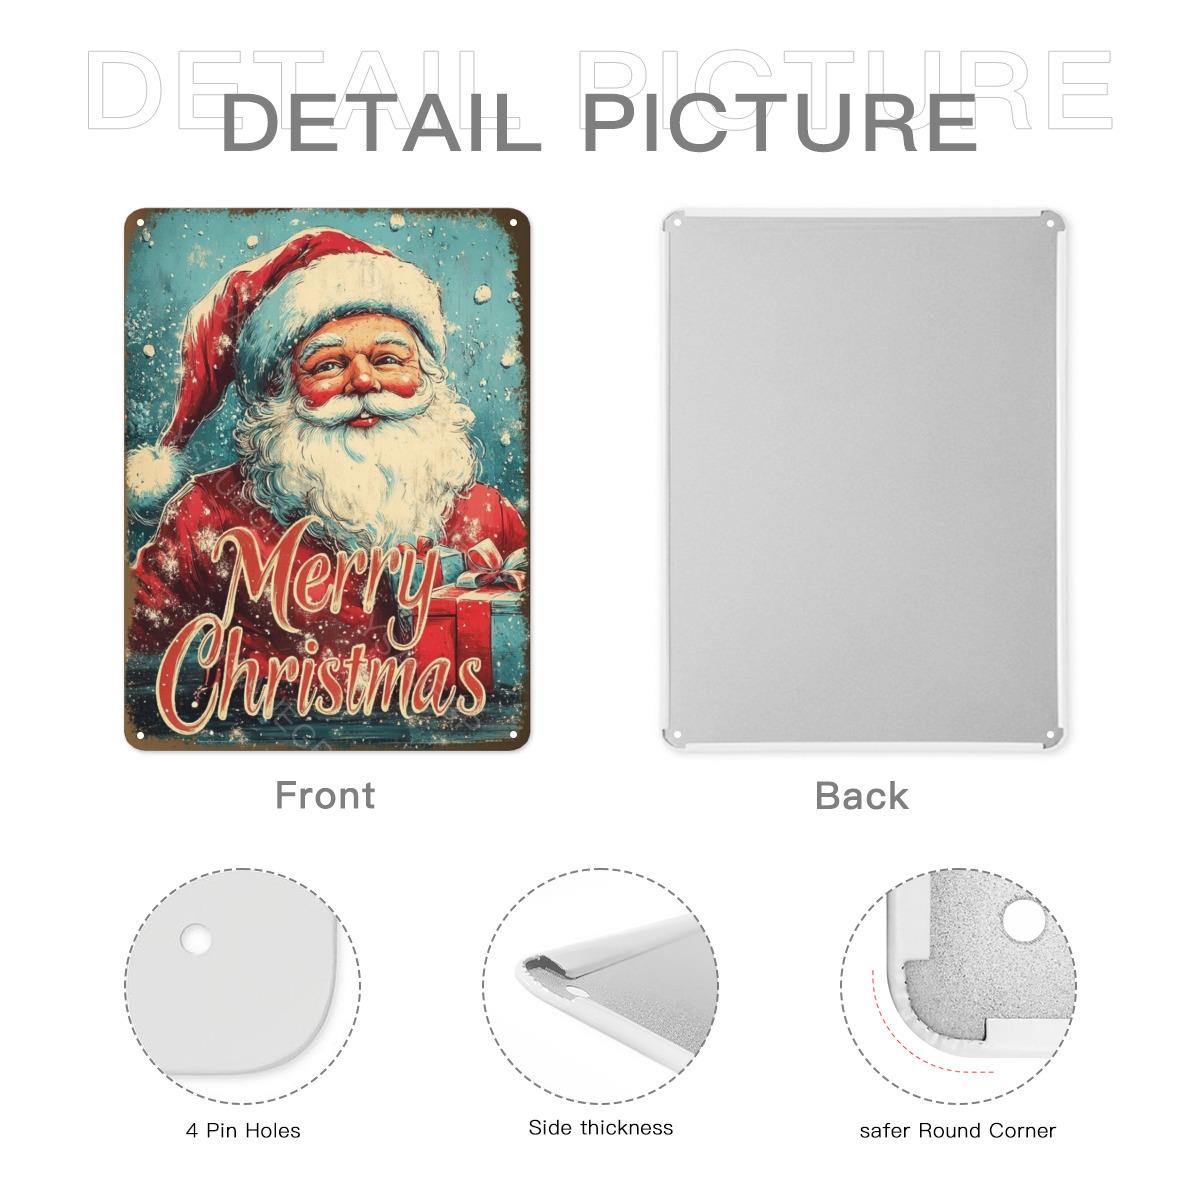 DETAIL PICTURE
DETAIL PICTURE
Merry
Christmas
Front
Back
4 Pin Holes
Side thickness
safer Round Corner